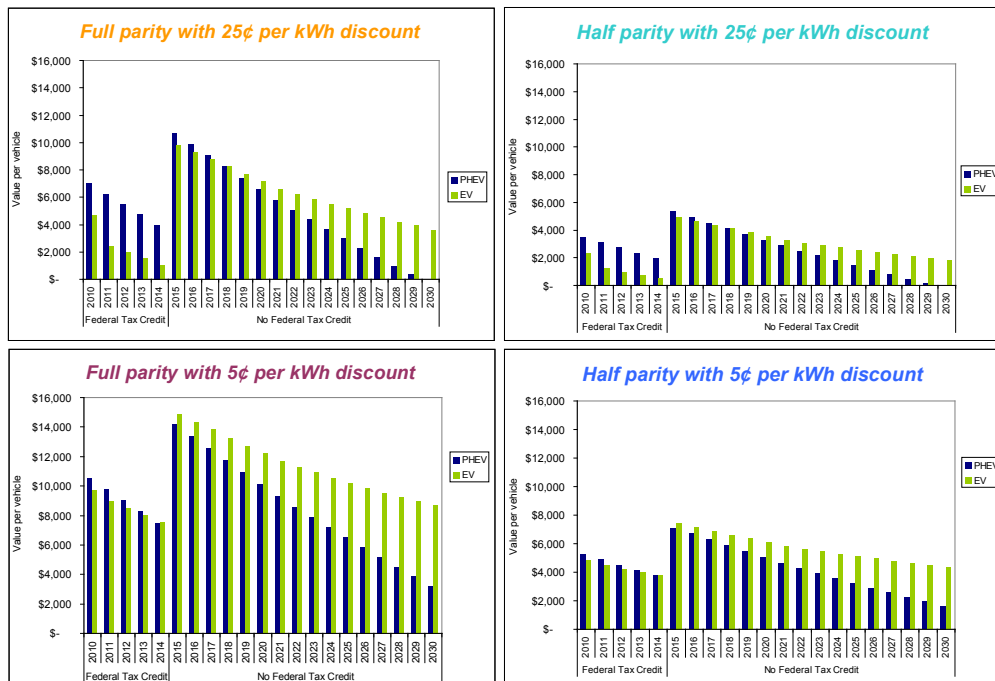 Full parity with 25¢ per kWh discount
$16,000
$14,000
$12,000
$10,000
$8,000
$6,000
$4,000
$2,000
$-
Value per vehicle
PHEV
EV
2010 2011 2012 2013 2014 2015 2016 2017 2018 2019 2020 2021 2022 2023 2024 2025 2026 2027 2028 2029 2030
Federal Tax Credit No Federal Tax Credit
Half parity with 25¢ per kWh discount
$16,000
$14,000
$12,000
$10,000
$8,000
$6,000
$4,000
$2,000
$-
Value per vehicle
PHEV
EV
2010 2011 2012 2013 2014 2015 2016 2017 2018 2019 2020 2021 2022 2023 2024 2025 2026 2027 2028 2029 2030
Federal Tax Credit No Federal Tax Credit
Full parity with 5¢ per kWh discount
$16,000
$14,000
$12,000
$10,000
$8,000
$6,000
$4,000
$2,000
$-
Value per vehicle
PHEV
EV
2010 2011 2012 2013 2014 2015 2016 2017 2018 2019 2020 2021 2022 2023 2024 2025 2026 2027 2028 2029 2030
Federal Tax Credit No Federal Tax Credit
Half parity with 5¢ per kWh discount
$16,000
$14,000
$12,000
$10,000
$8,000
$6,000
$4,000
$2,000
$-
Value per vehicle
PHEV
EV
2010 2011 2012 2013 2014 2015 2016 2017 2018 2019 2020 2021 2022 2023 2024 2025 2026 2027 2028 2029 2030
Federal Tax Credit No Federal Tax Credit